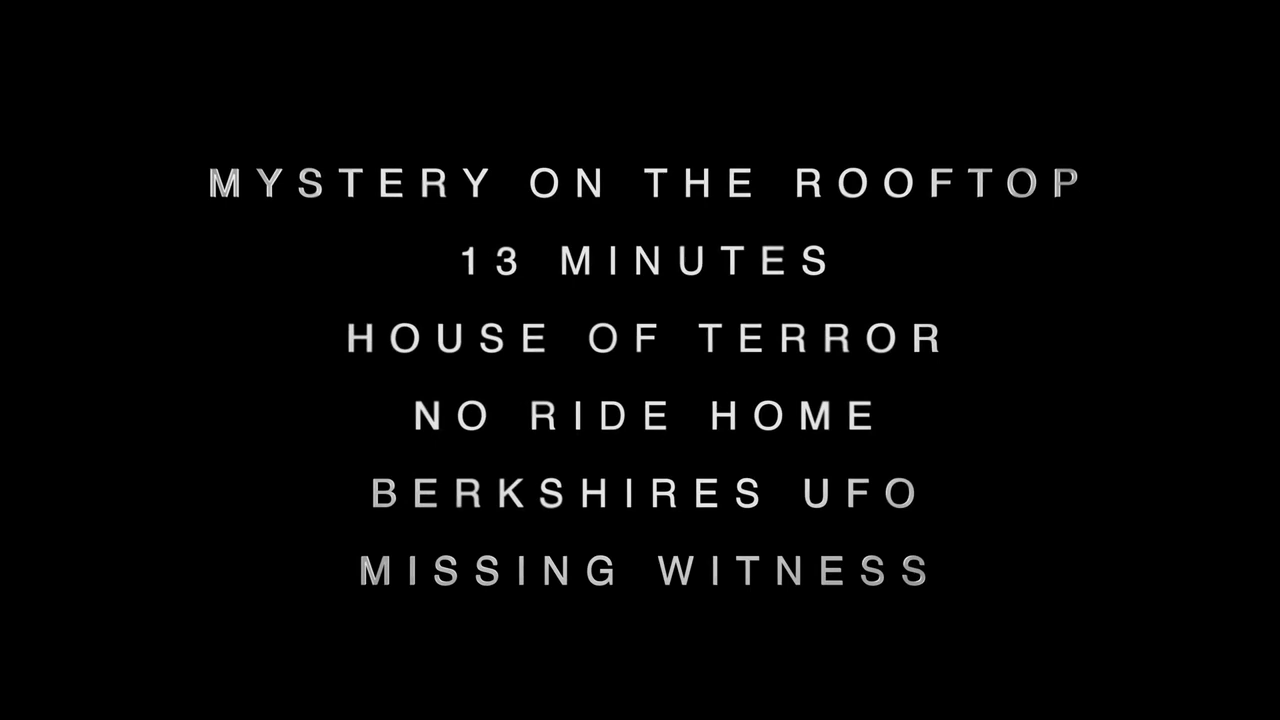 MYSTERY ON THE ROOFTOP
13 MINUTES
HOUSE OF TERROR
NO RIDE HOME
BERKSHIRES UFO
MISSING WITNESS